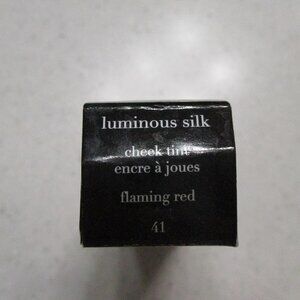 luminous silk
cheek tint
encre à joues
flaming red
41